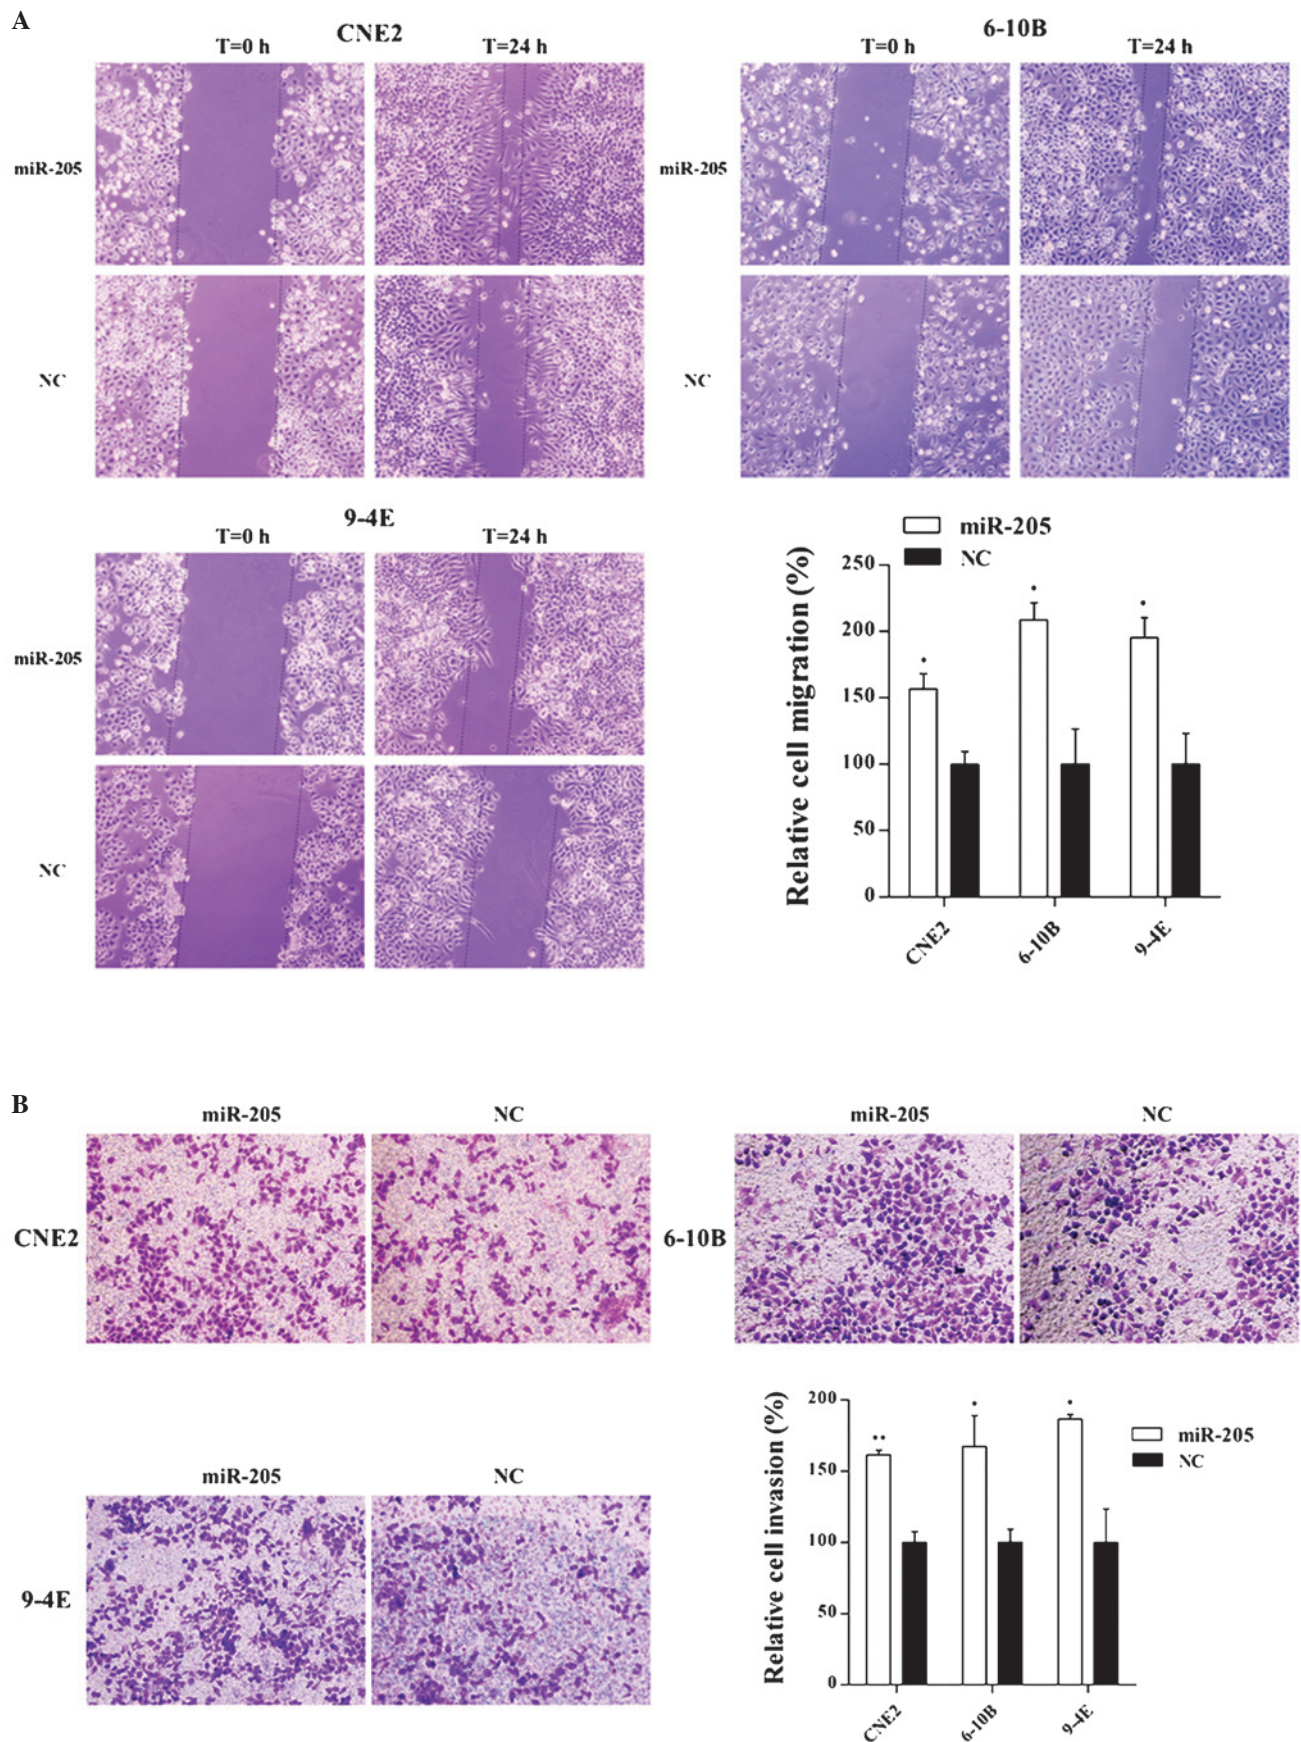 A
CNE2
T=0 h
T=24 h
miR-205
NC
6-10B
T=0 h
T=24 h
miR-205
NC
9-4E
T=0 h
T=24 h
miR-205
NC
miR-205
NC
Relative cell migration (%)
250
200
150
100
50
0
CNE2
6-10B
9-4E
B
miR-205
NC
CNE2
miR-205
NC
6-10B
miR-205
NC
9-4E
Relative cell invasion (%)
200
150
100
50
0
miR-205
NC
CNE2
6-10B
9-4E